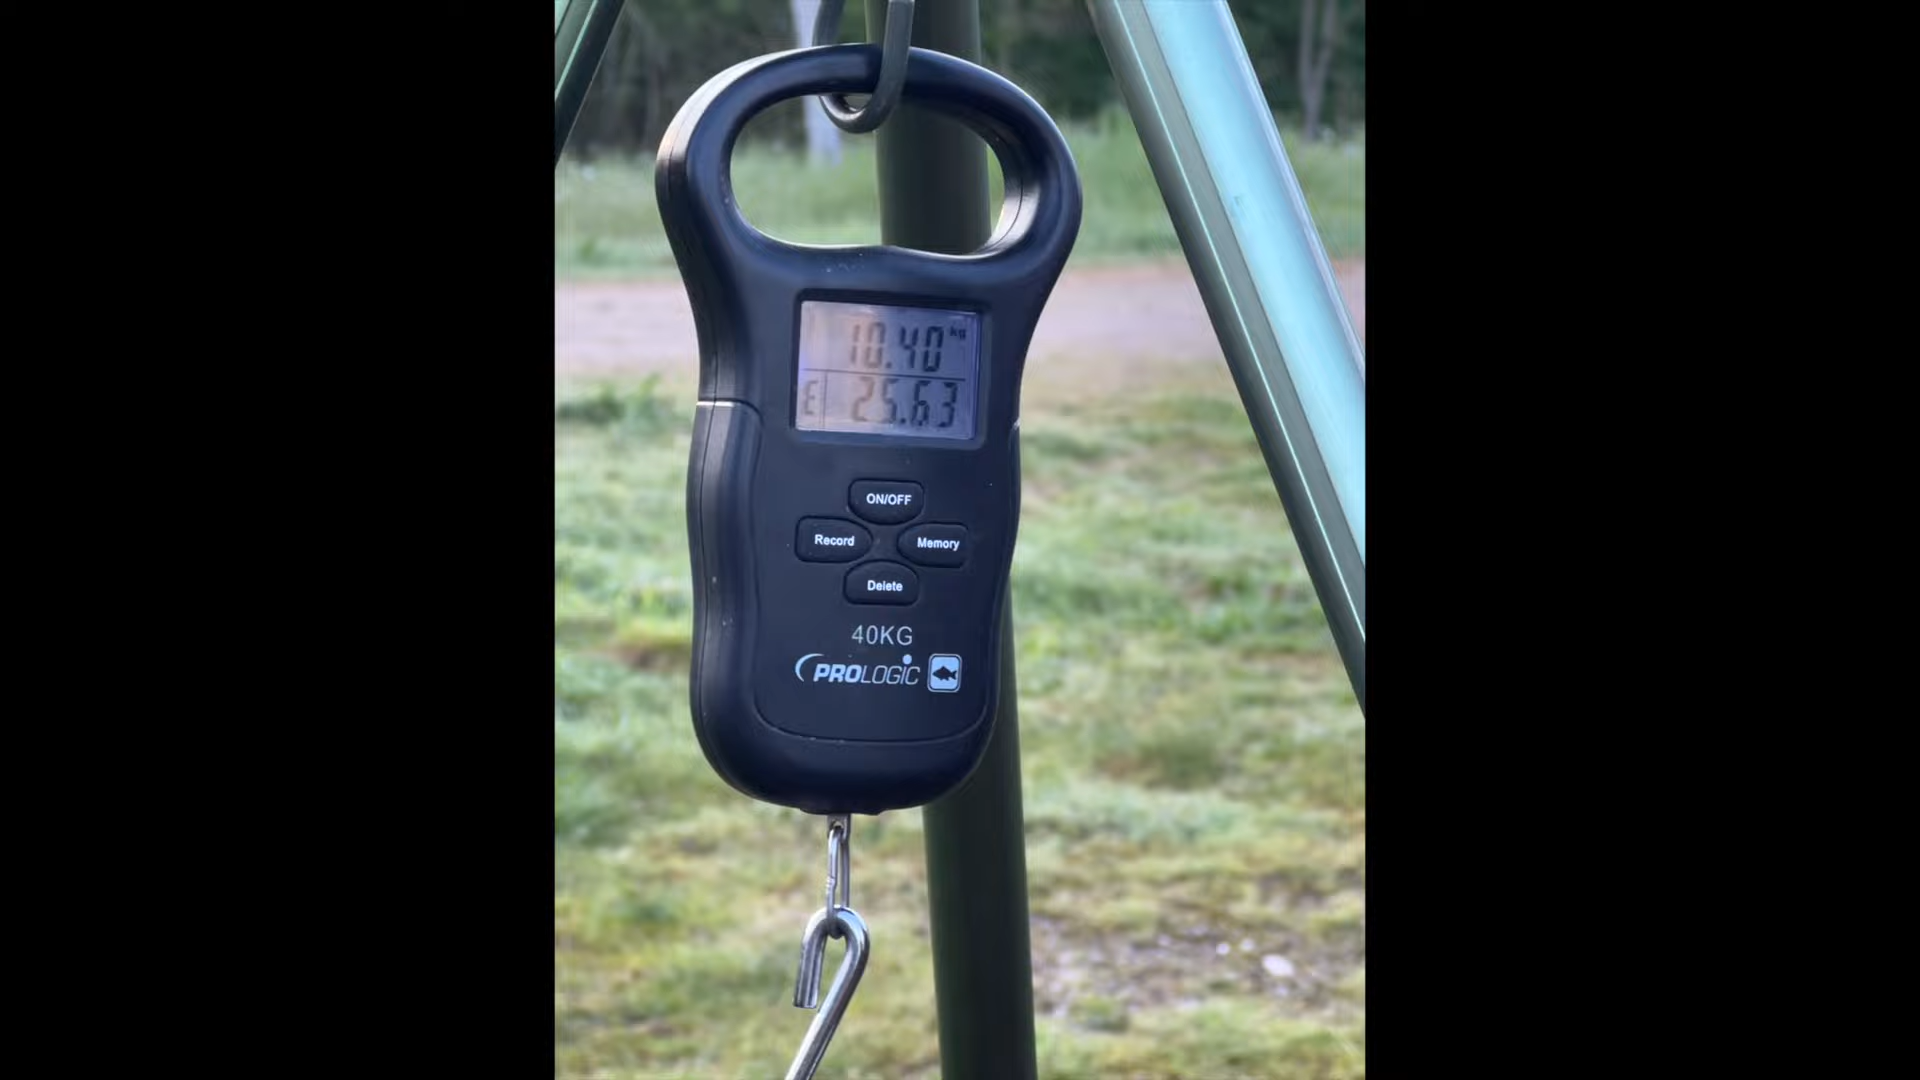 10.40 kg
E 25.63
ON/OFF
Record Memory
Delete
40KG
PROLOGIC